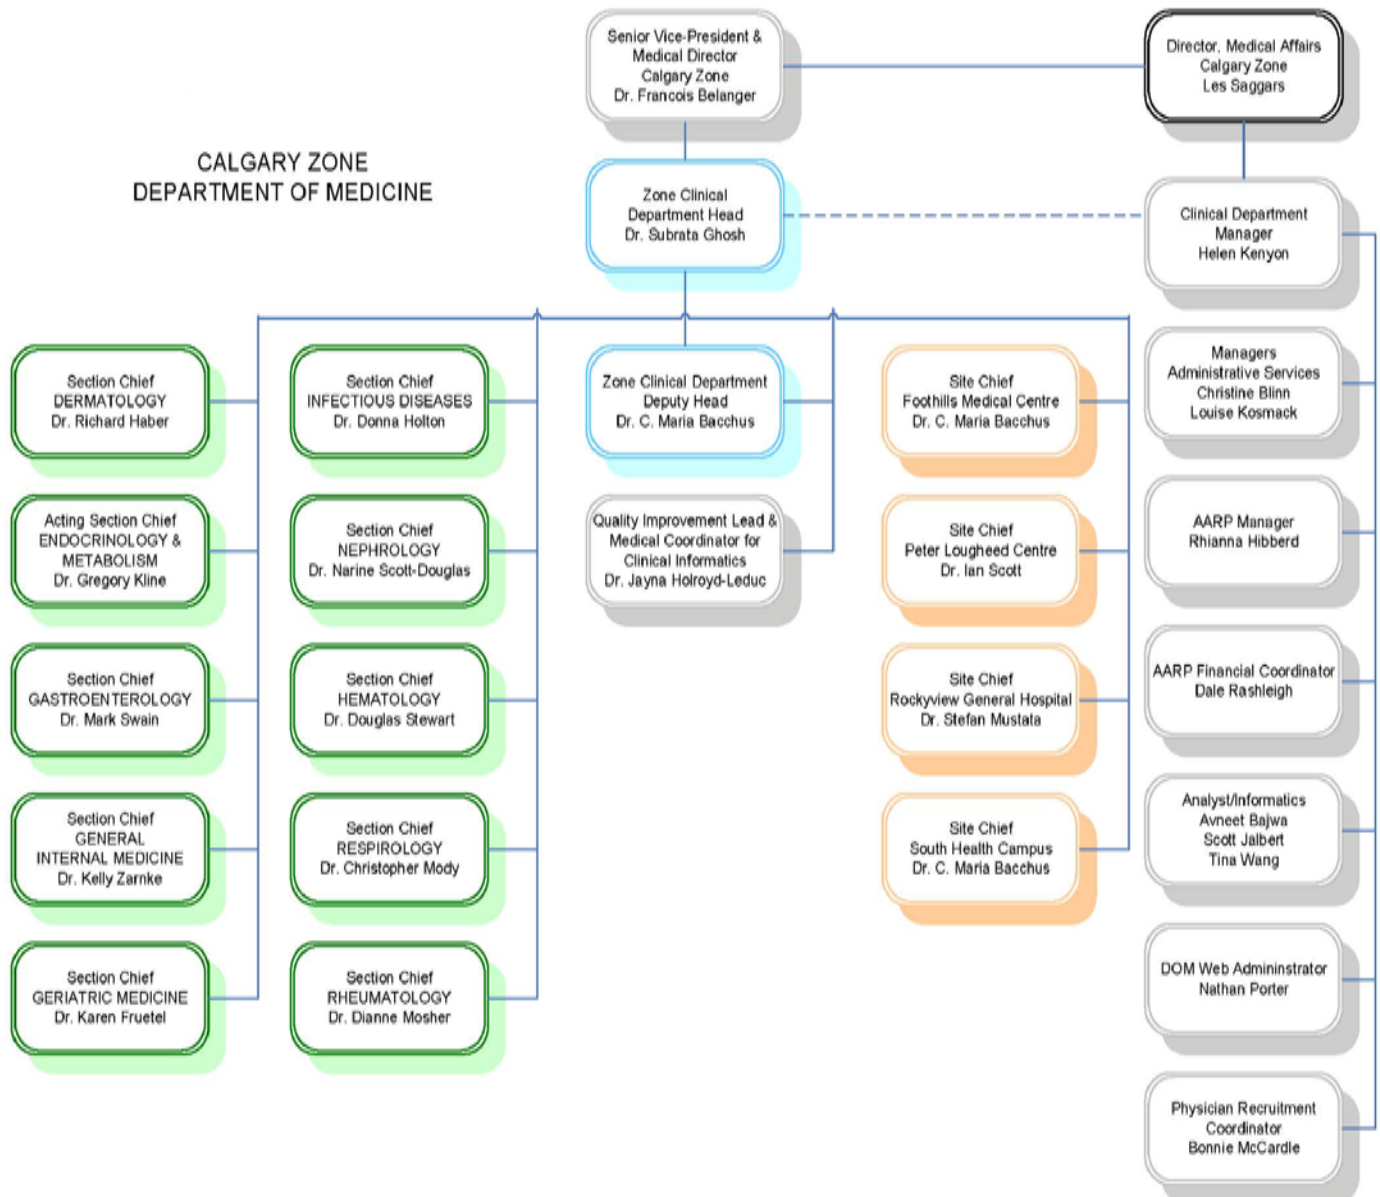 Senior Vice-President &
Medical Director
Calgary Zone
Dr. Francois Belanger
Director, Medical Affairs
Calgary Zone
Les Saggars
CALGARY ZONE
DEPARTMENT OF MEDICINE
Zone Clinical
Department Head
Dr. Subrata Ghosh
Clinical Department
Manager
Helen Kenyon
Section Chief
DERMATOLOGY
Dr. Richard Haber
Section Chief
INFECTIOUS DISEASES
Dr. Donna Holton
Zone Clinical Department
Deputy Head
Dr. C. Maria Bacchus
Site Chief
Foothills Medical Centre
Dr. C. Maria Bacchus
Managers
Administrative Services
Christine Blinn
Louise Kosmack
Acting Section Chief
ENDOCRINOLOGY &
METABOLISM
Dr. Gregory Kline
Section Chief
NEPHROLOGY
Dr. Narine Scott-Douglas
Quality Improvement Lead &
Medical Coordinator for
Clinical Informatics
Dr. Jayna Holroyd-Leduc
Site Chief
Peter Lougheed Centre
Dr. Ian Scott
AARP Manager
Rhianna Hibberd
Section Chief
GASTROENTEROLOGY
Dr. Mark Swain
Section Chief
HEMATOLOGY
Dr. Douglas Stewart
Site Chief
Rockyview General Hospital
Dr. Stefan Mustata
AARP Financial Coordinator
Dale Rashleigh
Section Chief
GENERAL
INTERNAL MEDICINE
Dr. Kelly Zarnke
Section Chief
RESPIROLOGY
Dr. Christopher Mody
Site Chief
South Health Campus
Dr. C. Maria Bacchus
Analyst/Informatics
Avneet Bajwa
Scott Jalbert
Tina Wang
Section Chief
GERIATRIC MEDICINE
Dr. Karen Fruetel
Section Chief
RHEUMATOLOGY
Dr. Dianne Mosher
DOM Web Admininstrator
Nathan Porter
Physician Recruitment
Coordinator
Bonnie McCardle